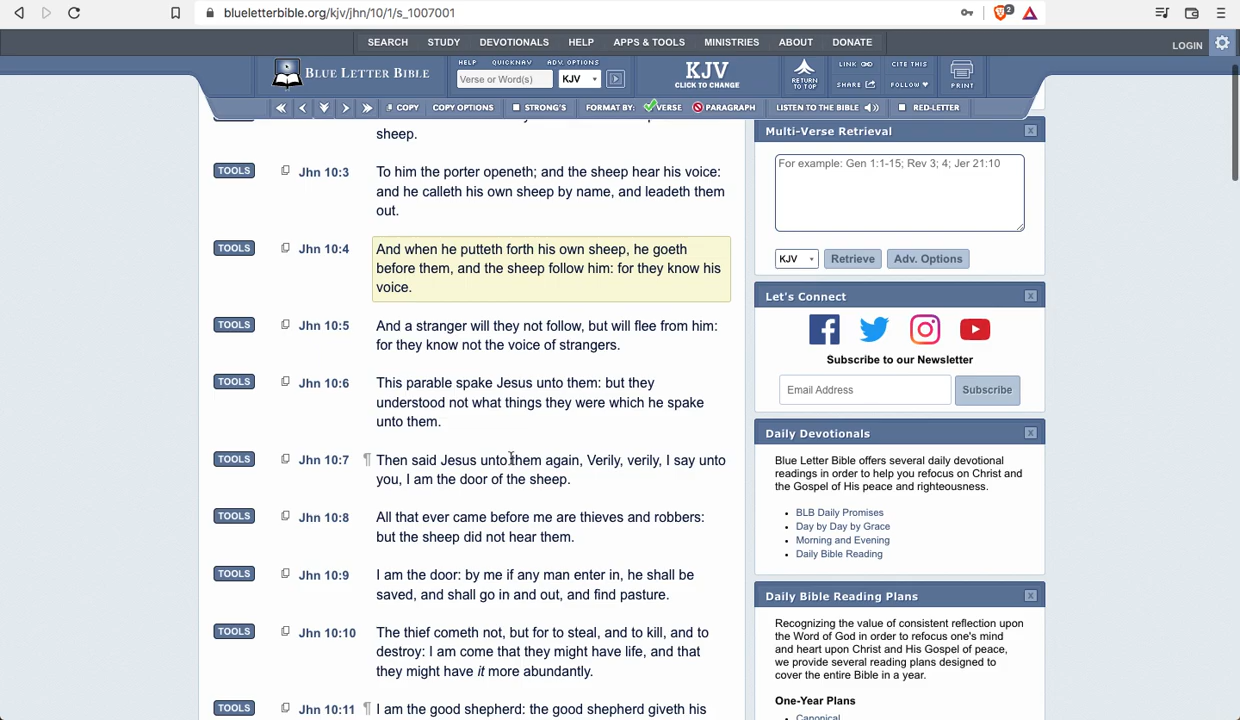 blueletterbible.org/kjv/jhn/10/1/s_1007001
2
SEARCH STUDY DEVOTIONALS HELP APPS & TOOLS MINISTRIES ABOUT DONATE
LOGIN
BLUE LETTER BIBLE
HELP QUICKNAV ADV. OPTIONS
Verse or Word(s) KJV
KJV
CLICK TO CHANGE
RETURN TO TOP
LINK CITE THIS
SHARE FOLLOW
PRINT
COPY COPY OPTIONS STRONG'S FORMAT BY: VERSE PARAGRAPH LISTEN TO THE BIBLE RED-LETTER
sheep.
TOOLS Jhn 10:3 To him the porter openeth; and the sheep hear his voice:
and he calleth his own sheep by name, and leadeth them
out.
TOOLS Jhn 10:4 And when he putteth forth his own sheep, he goeth
before them, and the sheep follow him: for they know his
voice.
TOOLS Jhn 10:5 And a stranger will they not follow, but will flee from him:
for they know not the voice of strangers.
TOOLS Jhn 10:6 This parable spake Jesus unto them: but they
understood not what things they were which he spake
unto them.
TOOLS Jhn 10:7 ¶ Then said Jesus unto them again, Verily, verily, I say unto
you, I am the door of the sheep.
TOOLS Jhn 10:8 All that ever came before me are thieves and robbers:
but the sheep did not hear them.
TOOLS Jhn 10:9 I am the door: by me if any man enter in, he shall be
saved, and shall go in and out, and find pasture.
TOOLS Jhn 10:10 The thief cometh not, but for to steal, and to kill, and to
destroy: I am come that they might have life, and that
they might have it more abundantly.
TOOLS Jhn 10:11 ¶ I am the good shepherd: the good shepherd giveth his
Multi-Verse Retrieval X
For example: Gen 1:1-15; Rev 3; 4; Jer 21:10
KJV Retrieve Adv. Options
Let's Connect X
Subscribe to our Newsletter
Email Address Subscribe
Daily Devotionals X
Blue Letter Bible offers several daily devotional
readings in order to help you refocus on Christ and
the Gospel of His peace and righteousness.
BLB Daily Promises
Day by Day by Grace
Morning and Evening
Daily Bible Reading
Daily Bible Reading Plans X
Recognizing the value of consistent reflection upon
the Word of God in order to refocus one's mind
and heart upon Christ and His Gospel of peace,
we provide several reading plans designed to
cover the entire Bible in a year.
One-Year Plans
Canonical